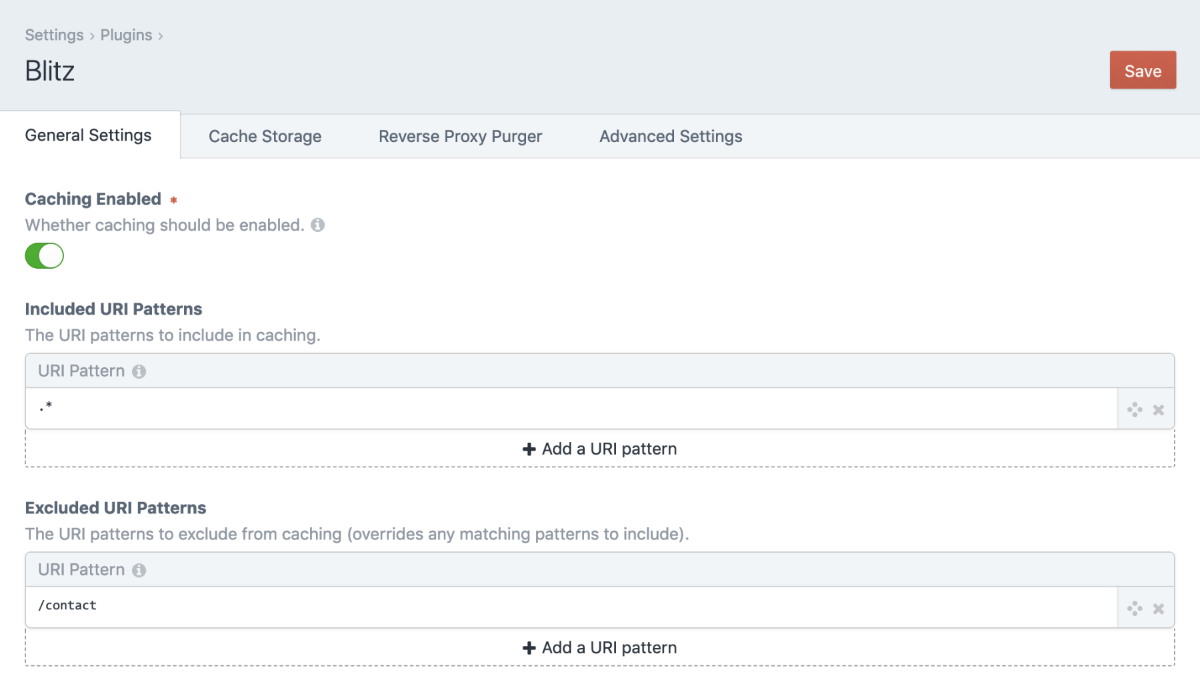 Settings › Plugins ›
Blitz
Save
General Settings
Cache Storage
Reverse Proxy Purger
Advanced Settings
Caching Enabled *
Whether caching should be enabled.
Included URI Patterns
The URI patterns to include in caching.
URI Pattern
.*
Add a URI pattern
Excluded URI Patterns
The URI patterns to exclude from caching (overrides any matching patterns to include).
URI Pattern
/contact
Add a URI pattern